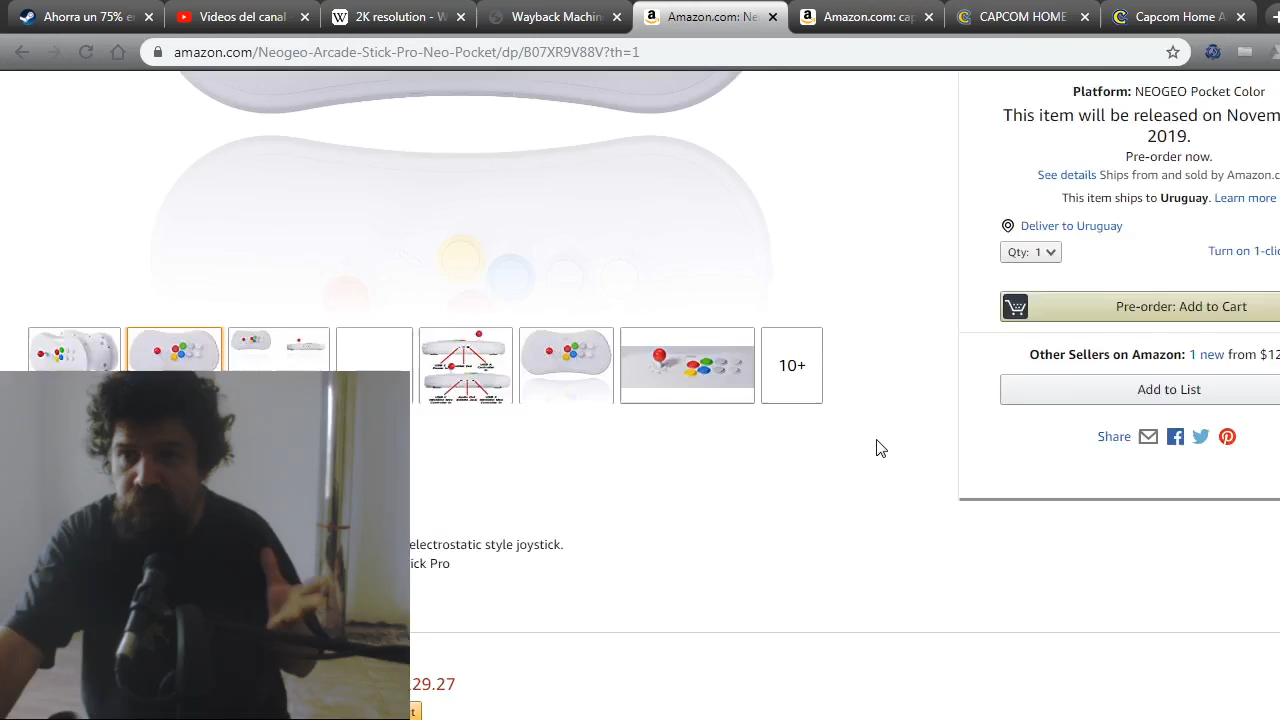 Ahorra un 75% e
Videos del canal
2K resolution - W
Wayback Machin
Amazon.com: Ne
Amazon.com: cap
CAPCOM HOME
Capcom Home A
amazon.com/Neogeo-Arcade-Stick-Pro-Neo-Pocket/dp/B07XR9V88V?th=1
Platform: NEOGEO Pocket Color
This item will be released on Novem
2019.
Pre-order now.
See details Ships from and sold by Amazon.c
This item ships to Uruguay. Learn more
Deliver to Uruguay
Qty: 1
Turn on 1-clic
Pre-order: Add to Cart
Other Sellers on Amazon: 1 new from $12
Add to List
Share
10+
electrostatic style joystick.
ick Pro
29.27